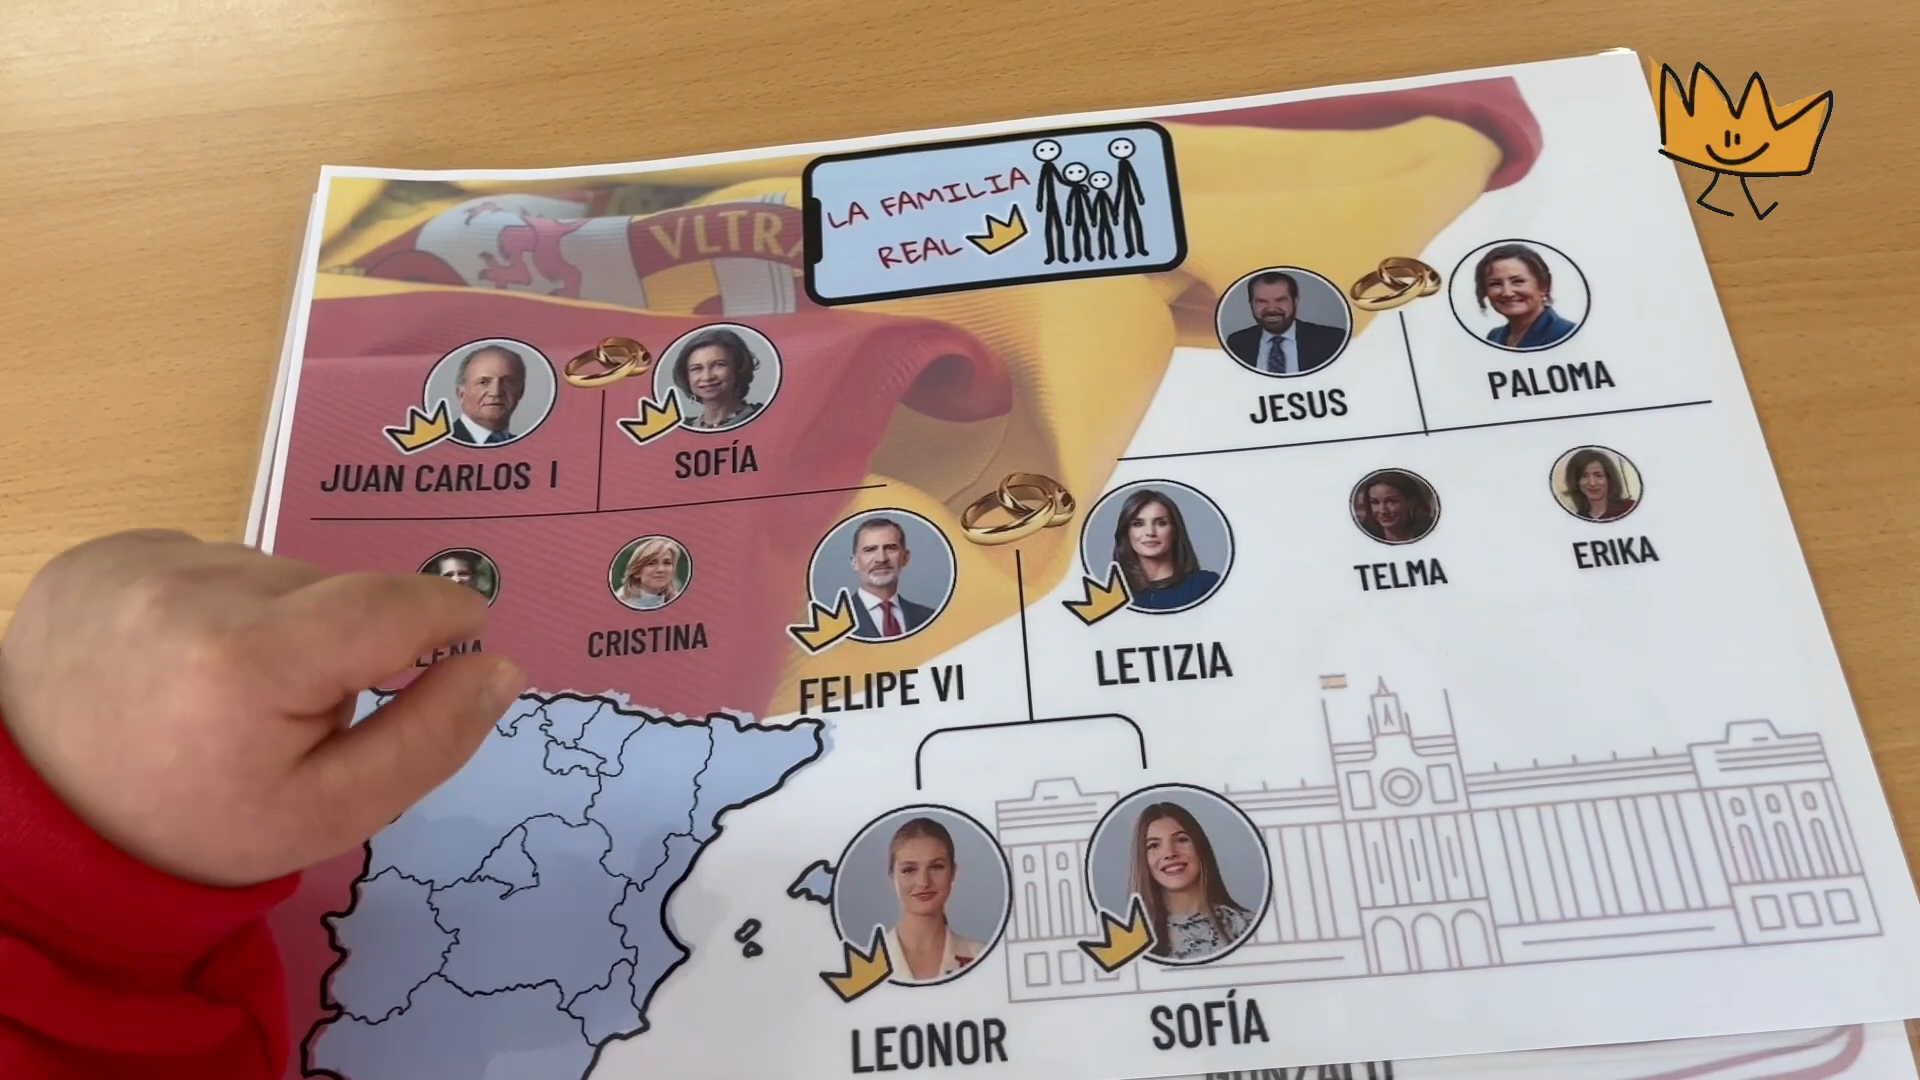 VLTRA
LA FAMILIA
REAL
JESUS
PALOMA
JUAN CARLOS I
SOFÍA
TELMA
ERIKA
CRISTINA
FELIPE VI
LETIZIA
LEONOR
SOFÍA